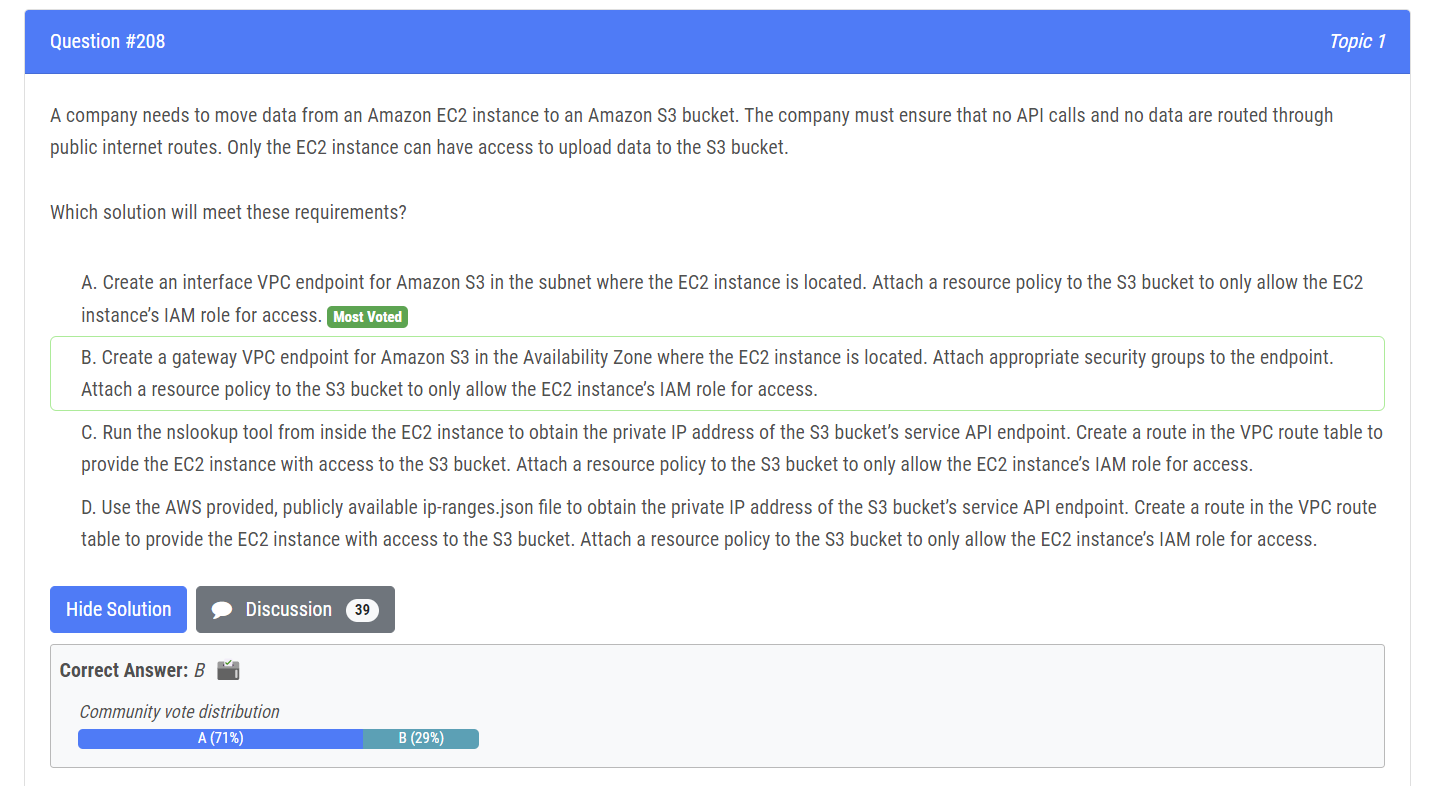 Question #208
Topic 1
A company needs to move data from an Amazon EC2 instance to an Amazon S3 bucket. The company must ensure that no API calls and no data are routed through
public internet routes. Only the EC2 instance can have access to upload data to the S3 bucket.
Which solution will meet these requirements?
A. Create an interface VPC endpoint for Amazon S3 in the subnet where the EC2 instance is located. Attach a resource policy to the S3 bucket to only allow the EC2
instance's IAM role for access. Most Voted
B. Create a gateway VPC endpoint for Amazon S3 in the Availability Zone where the EC2 instance is located. Attach appropriate security groups to the endpoint.
Attach a resource policy to the S3 bucket to only allow the EC2 instance's IAM role for access.
C. Run the nslookup tool from inside the EC2 instance to obtain the private IP address of the S3 bucket's service API endpoint. Create a route in the VPC route table to
provide the EC2 instance with access to the S3 bucket. Attach a resource policy to the S3 bucket to only allow the EC2 instance's IAM role for access.
D. Use the AWS provided, publicly available ip-ranges.json file to obtain the private IP address of the S3 bucket's service API endpoint. Create a route in the VPC route
table to provide the EC2 instance with access to the S3 bucket. Attach a resource policy to the S3 bucket to only allow the EC2 instance's IAM role for access.
Hide Solution
Discussion 39
Correct Answer: B
Community vote distribution
A (71%)
B (29%)